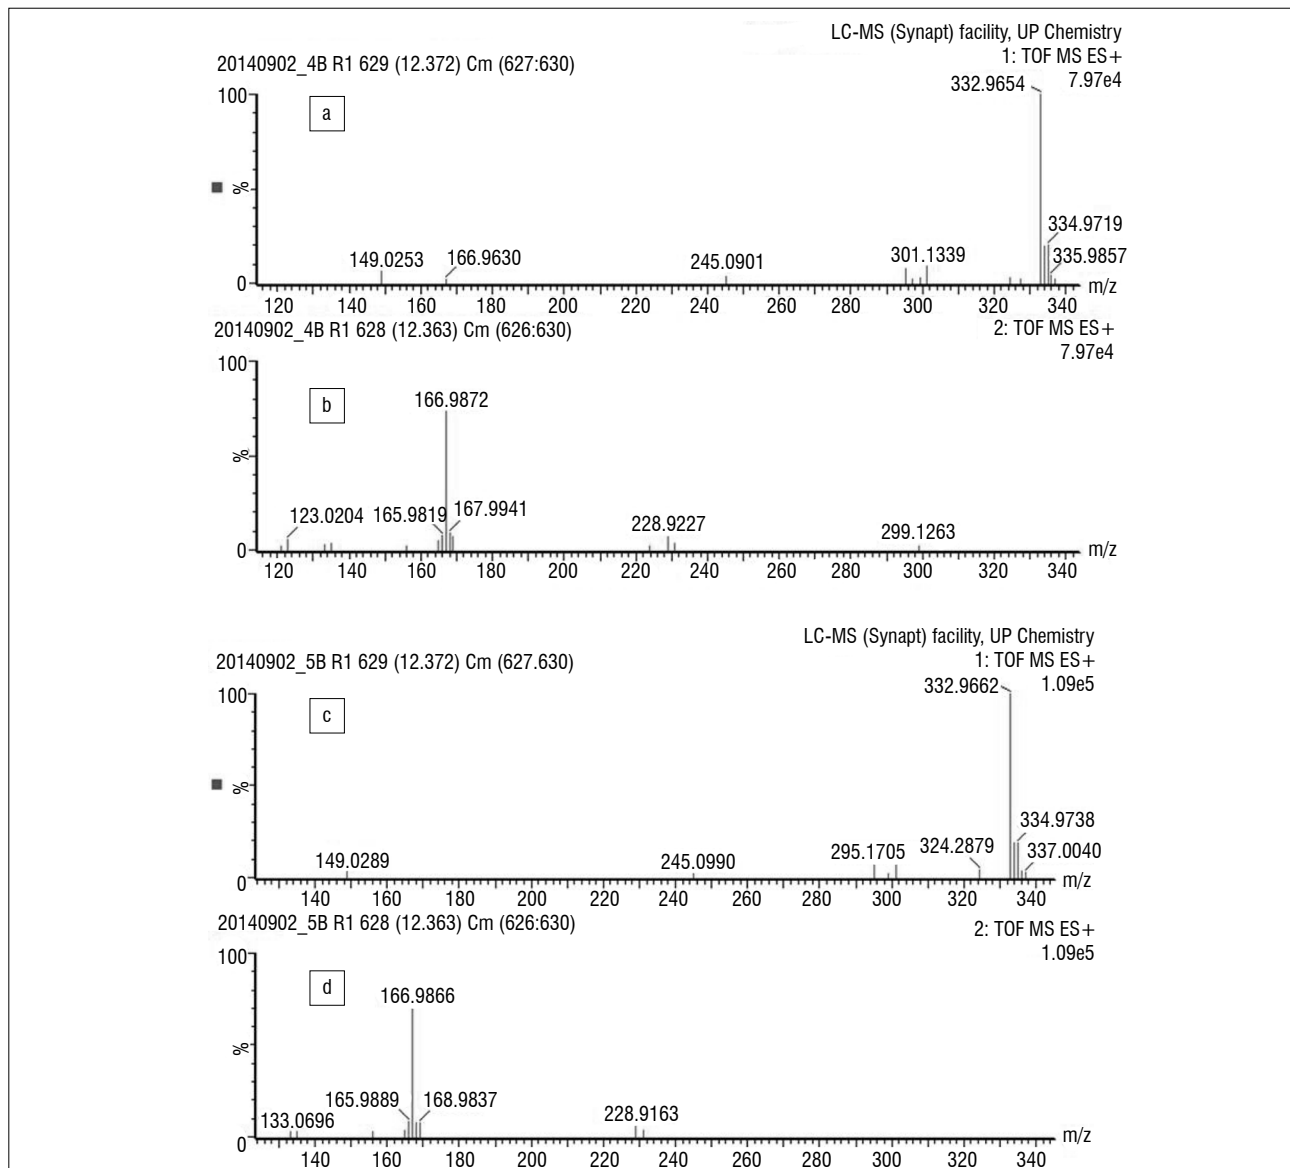 LC-MS (Synapt) facility, UP Chemistry
20140902_4B R1 629 (12.372) Cm (627:630)
1: TOF MS ES+
7.97e4
100
a
332.9654
%
149.0253
166.9630
245.0901
301.1339
334.9719
335.9857
0
m/z
120 140 160 180 200 220 240 260 280 300 320 340
20140902_4B R1 628 (12.363) Cm (626:630)
2: TOF MS ES+
7.97e4
100
b
166.9872
%
123.0204
165.9819
167.9941
228.9227
299.1263
0
m/z
120 140 160 180 200 220 240 260 280 300 320 340
LC-MS (Synapt) facility, UP Chemistry
20140902_5B R1 629 (12.372) Cm (627.630)
1: TOF MS ES+
1.09e5
100
c
332.9662
%
149.0289
245.0990
295.1705
324.2879
334.9738
337.0040
0
m/z
140 160 180 200 220 240 260 280 300 320 340
20140902_5B R1 628 (12.363) Cm (626:630)
2: TOF MS ES+
1.09e5
100
d
166.9866
%
133.0696
165.9889
168.9837
228.9163
0
m/z
140 160 180 200 220 240 260 280 300 320 340